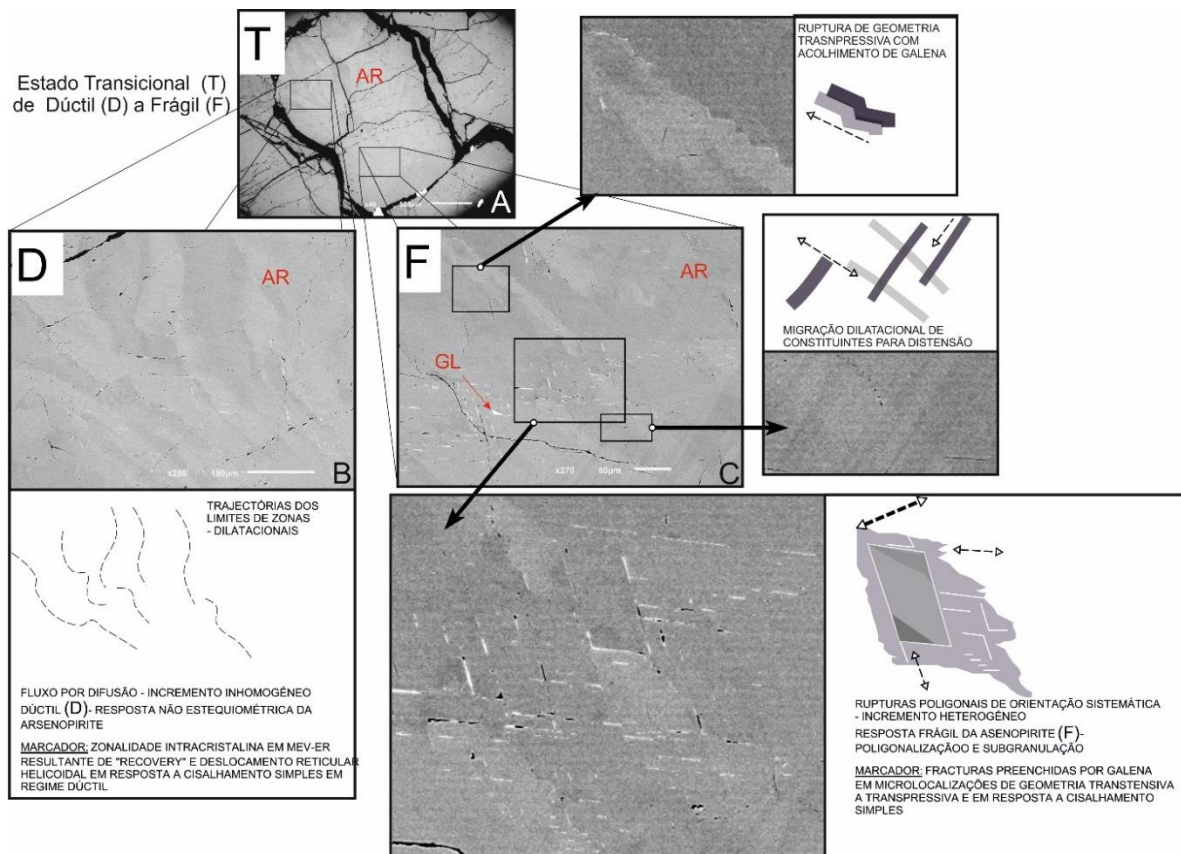 Estado Transicional (T)
de Dúctil (D) a Frágil (F)
T
AR
x40 500µm
A
RUPTURA DE GEOMETRIA
TRASNPRESSIVA COM
ACOLHIMENTO DE GALENA
D
AR
x250 100µm
B
F
AR
GL
x270 50µm
C
MIGRAÇÃO DILATACIONAL DE
CONSTITUINTES PARA DISTENSÃO
TRAJECTÓRIAS DOS
LIMITES DE ZONAS
- DILATACIONAIS
FLUXO POR DIFUSÃO - INCREMENTO INHOMOGÉNEO
DÚCTIL (D)- RESPOSTA NÃO ESTEQUIOMÉTRICA DA
ARSENOPIRITE
MARCADOR: ZONALIDADE INTRACRISTALINA EM MEV-ER
RESULTANTE DE "RECOVERY" E DESLOCAMENTO RETICULAR
HELICOIDAL EM RESPOSTA A CISALHAMENTO SIMPLES EM
REGIME DÚCTIL
RUPTURAS POLIGONAIS DE ORIENTAÇÃO SISTEMÁTICA
- INCREMENTO HETEROGÉNEO
RESPOSTA FRÁGIL DA ASENOPIRITE (F)-
POLIGONALIZAÇÃOO E SUBGRANULAÇÃO
MARCADOR: FRACTURAS PREENCHIDAS POR GALENA
EM MICROLOCALIZAÇÕES DE GEOMETRIA TRANSTENSIVA
A TRANSPRESSIVA E EM RESPOSTA A CISALHAMENTO
SIMPLES